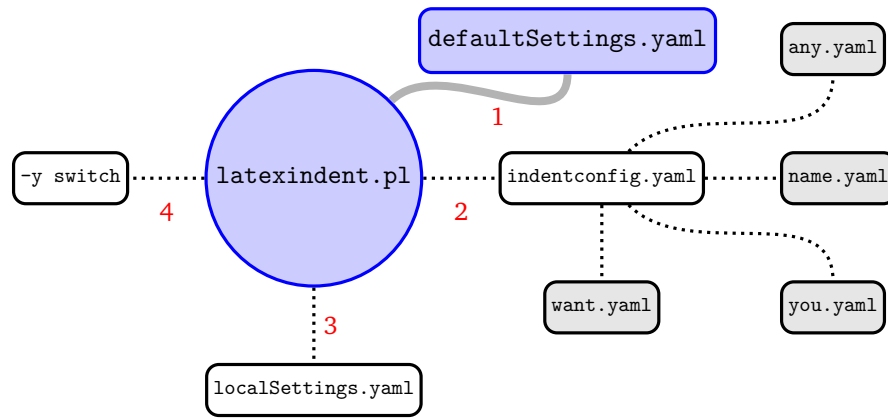 defaultSettings.yaml
any.yaml
1
-y switch
latexindent.pl
indentconfig.yaml
name.yaml
4
2
want.yaml
you.yaml
3
localSettings.yaml